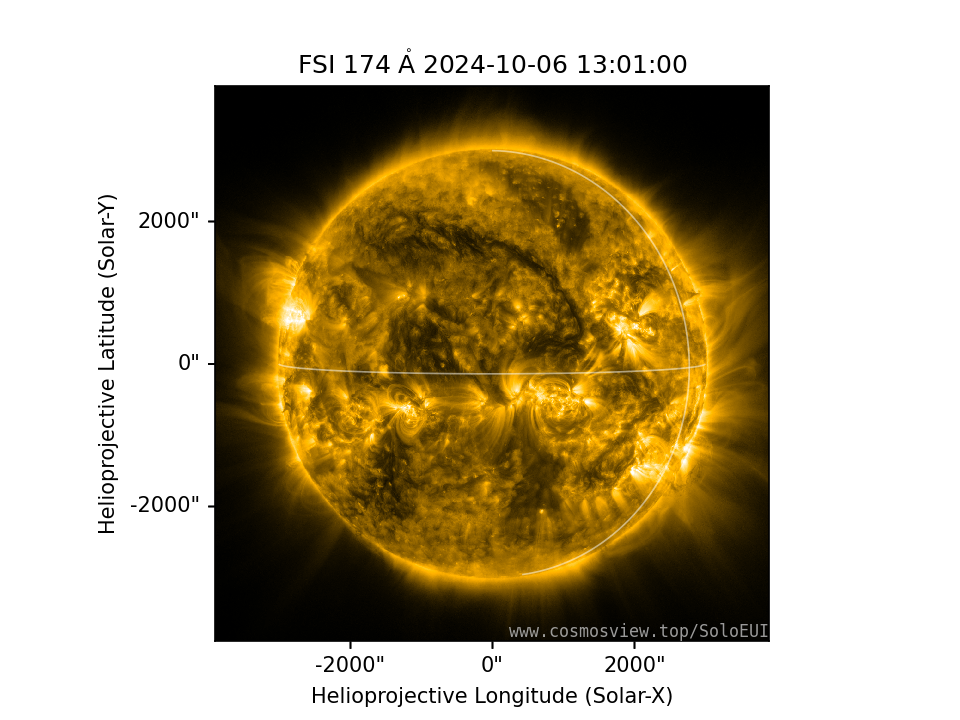 FSI 174 Å 2024-10-06 13:01:00
Helioprojective Latitude (Solar-Y)
2000"
0"
-2000"
www.cosmosview.top/SoloEUI
-2000" 0" 2000"
Helioprojective Longitude (Solar-X)